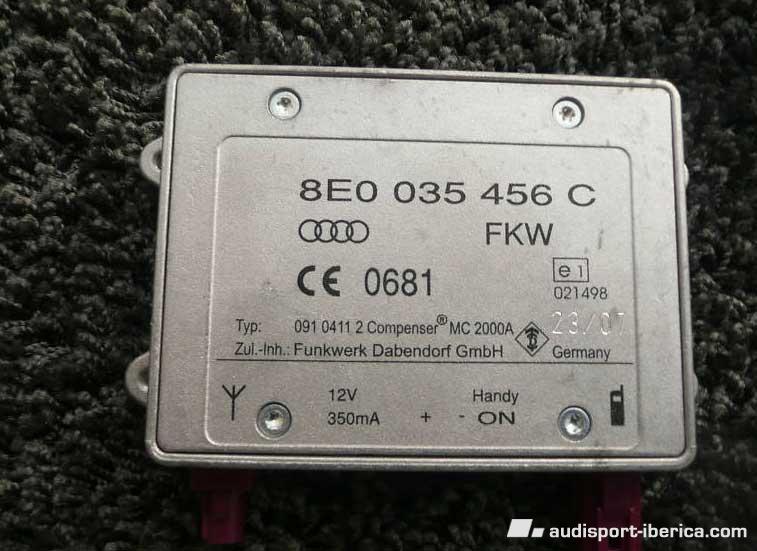 8E0 035 456 C
FKW
CE 0681
e1
021498
23/07
Typ: 091 0411 2 Compenser® MC 2000A
Zul.-Inh.: Funkwerk Dabendorf GmbH
Germany
12V
350mA
+ -
Handy
ON
audisport-iberica.com